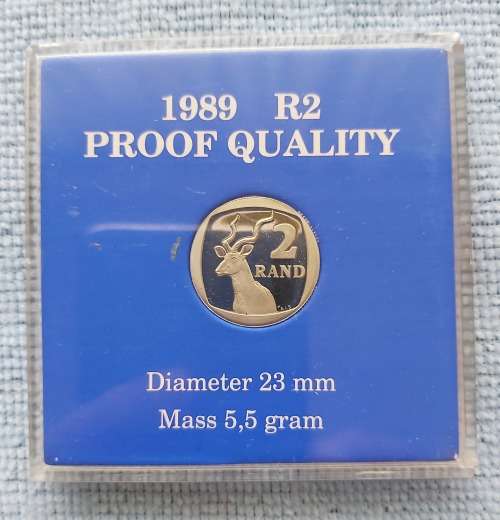 1989 R2
PROOF QUALITY
2
RAND
Diameter 23 mm
Mass 5,5 gram